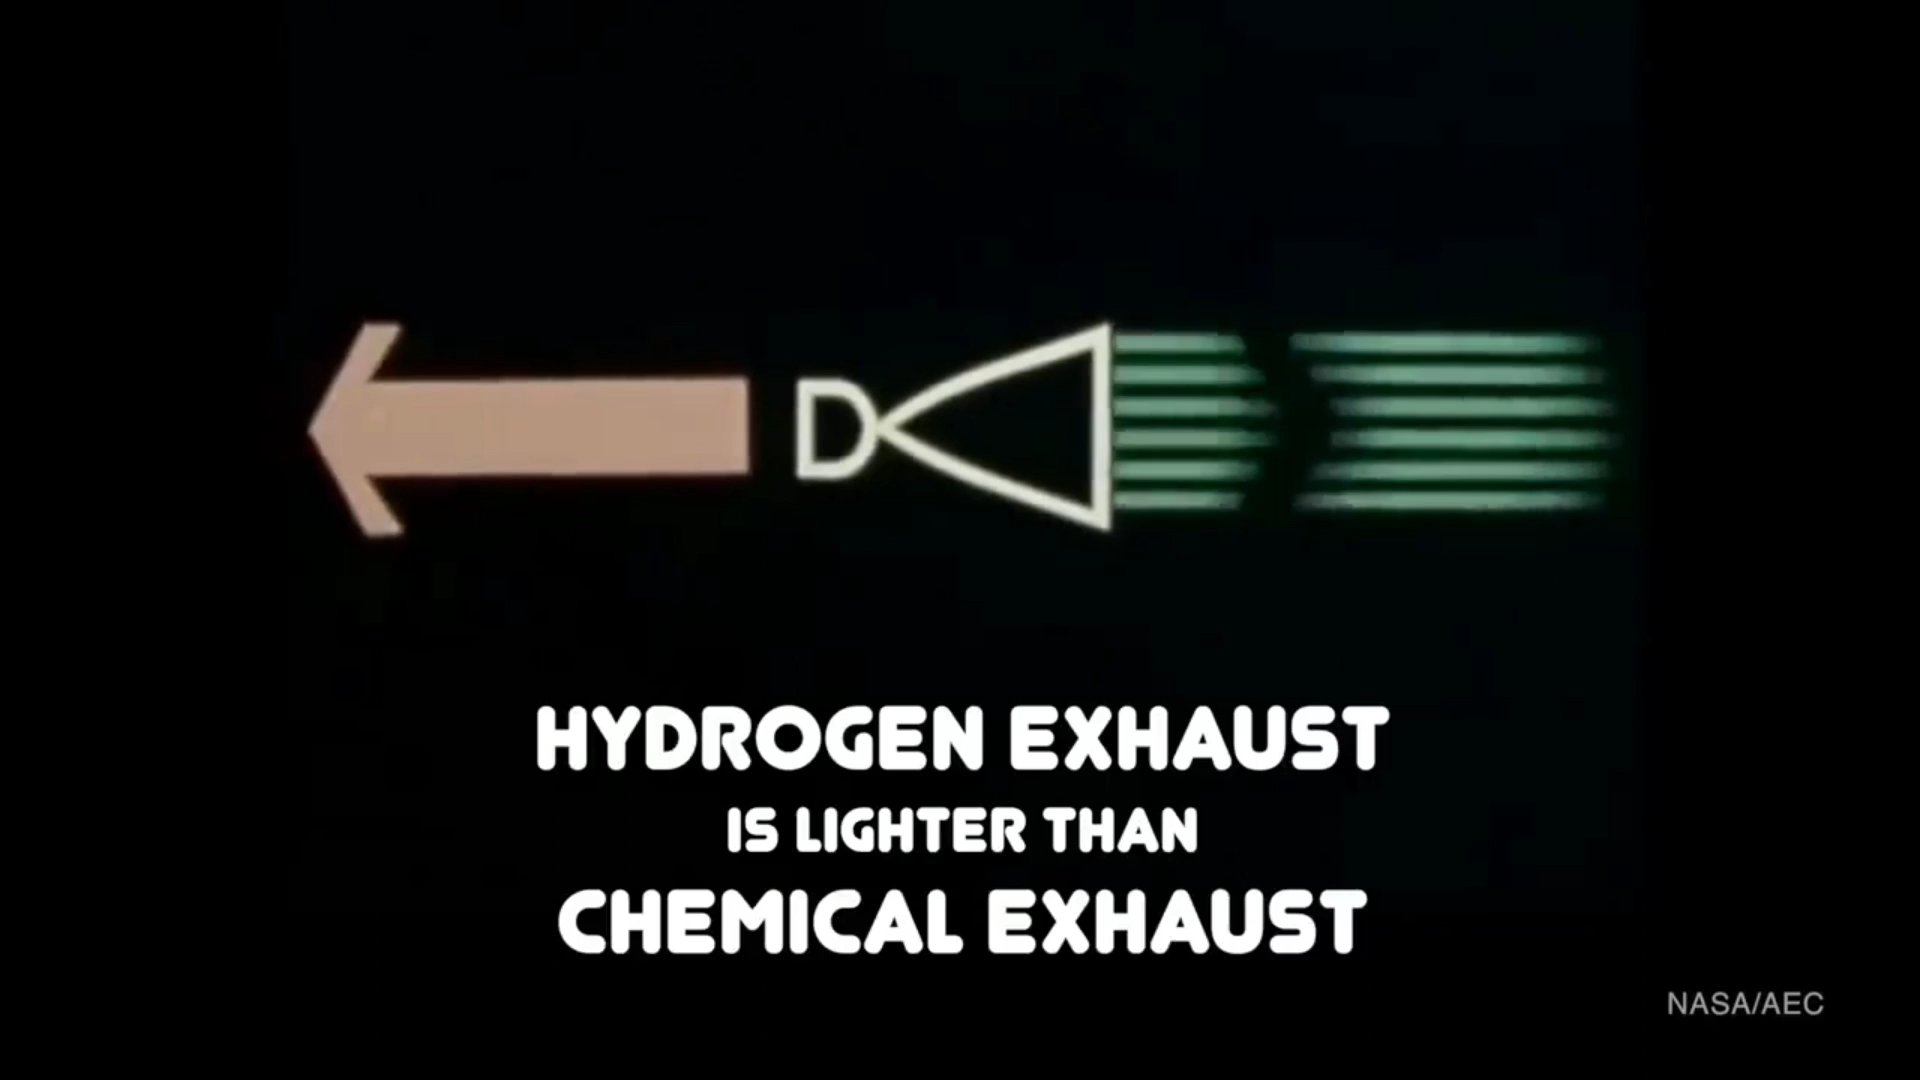 HYDROGEN EXHAUST
IS LIGHTER THAN
CHEMICAL EXHAUST
NASA/AEC